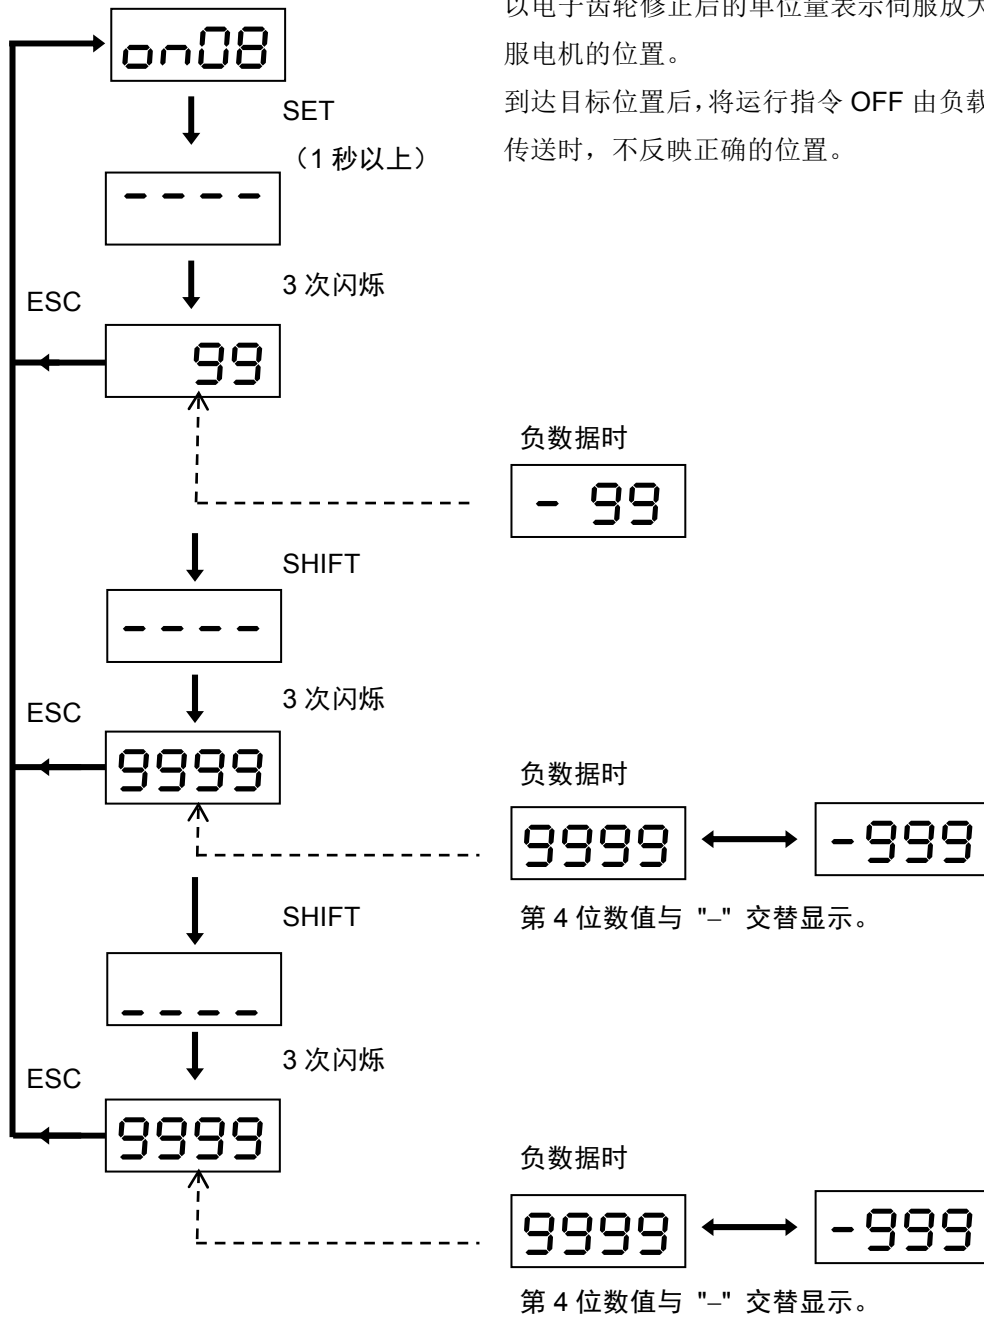 以电子齿轮修正后的单位量表示伺服放大
服电机的位置。
到达目标位置后，将运行指令 OFF 由负载
传送时，不反映正确的位置。
on08
SET
（1 秒以上）
- - - -
3 次闪烁
ESC
99
负数据时
- 99
SHIFT
- - - -
3 次闪烁
ESC
9999
负数据时
9999
-999
第 4 位数值与 "–" 交替显示。
SHIFT
- - - -
3 次闪烁
ESC
9999
负数据时
9999
-999
第 4 位数值与 "–" 交替显示。